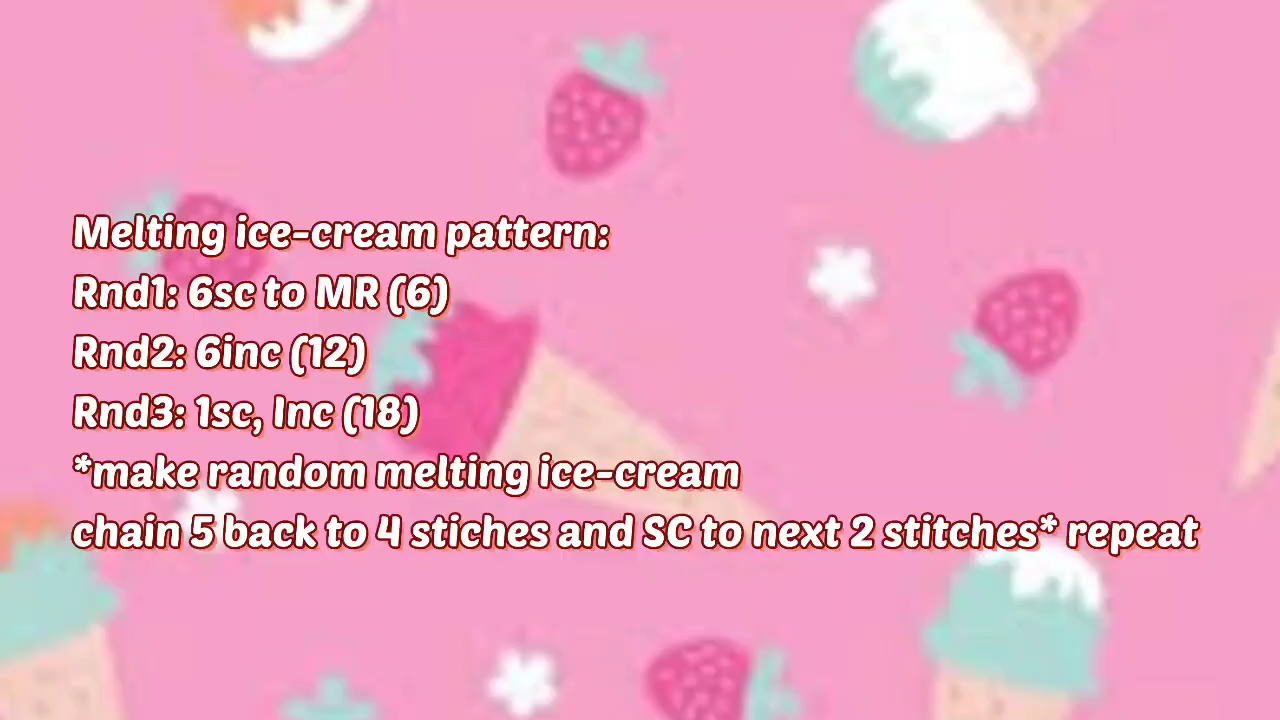 Melting ice-cream pattern:
Rnd1: 6sc to MR (6)
Rnd2: 6inc (12)
Rnd3: 1sc, Inc (18)
*make random melting ice-cream
chain 5 back to 4 stiches and SC to next 2 stitches* repeat